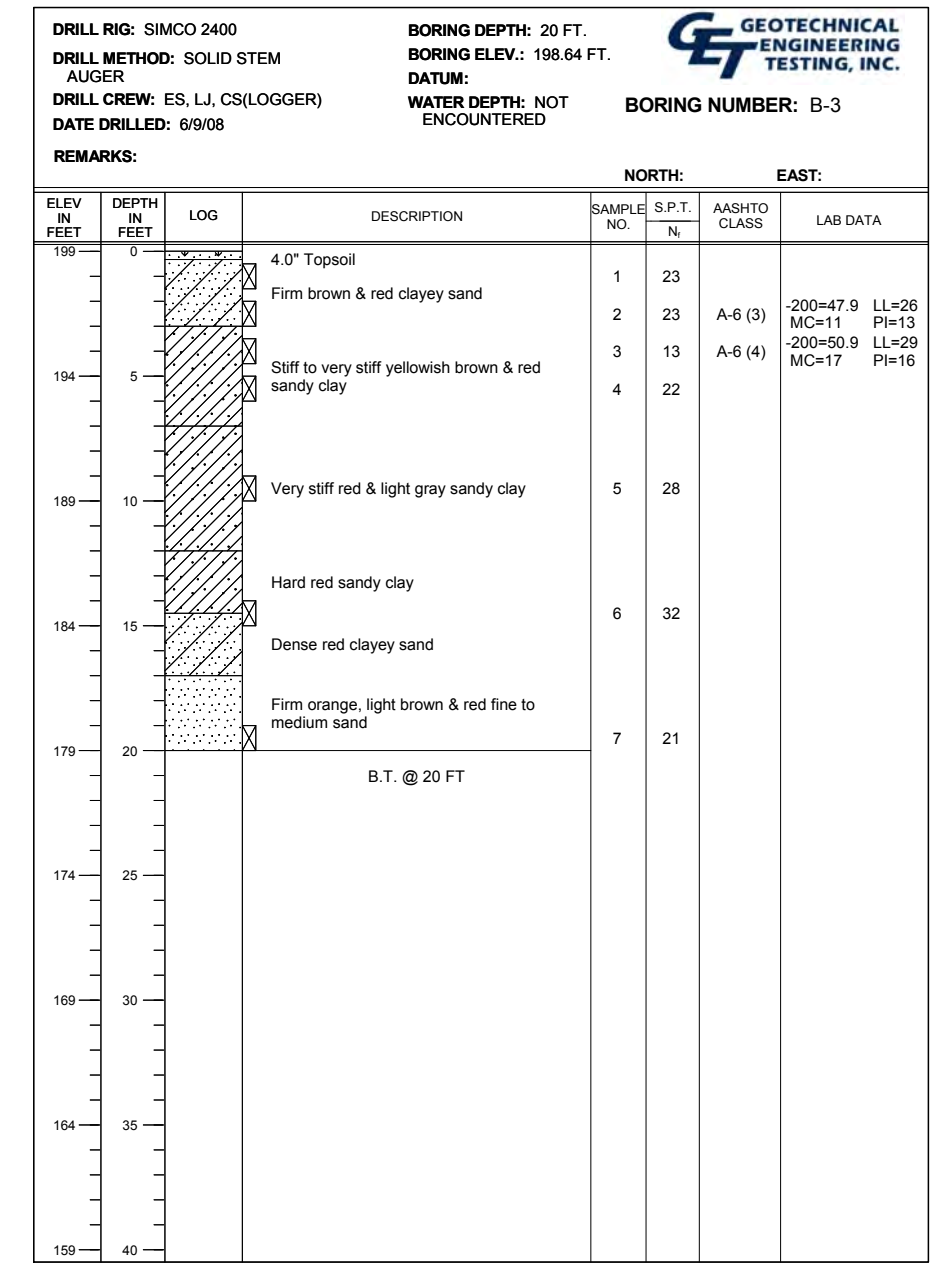 DRILL RIG: SIMCO 2400
DRILL METHOD: SOLID STEM
AUGER
DRILL CREW: ES, LJ, CS(LOGGER)
DATE DRILLED: 6/9/08
REMARKS:
BORING DEPTH: 20 FT.
BORING ELEV.: 198.64 FT.
DATUM:
WATER DEPTH: NOT
ENCOUNTERED
GET GEOTECHNICAL
ENGINEERING
TESTING, INC.
BORING NUMBER: B-3
NORTH: EAST:
ELEV
IN
FEET
DEPTH
IN
FEET
LOG
DESCRIPTION
SAMPLE
NO.
S.P.T.
Nf
AASHTO
CLASS
LAB DATA
199 0
4.0" Topsoil
1 23
Firm brown & red clayey sand
2 23 A-6 (3) -200=47.9 LL=26
MC=11 PI=13
3 13 A-6 (4) -200=50.9 LL=29
MC=17 PI=16
Stiff to very stiff yellowish brown & red
194 5
sandy clay
4 22
Very stiff red & light gray sandy clay
5 28
189 10
Hard red sandy clay
6 32
184 15
Dense red clayey sand
Firm orange, light brown & red fine to
medium sand
7 21
179 20
B.T. @ 20 FT
174 25
169 30
164 35
159 40